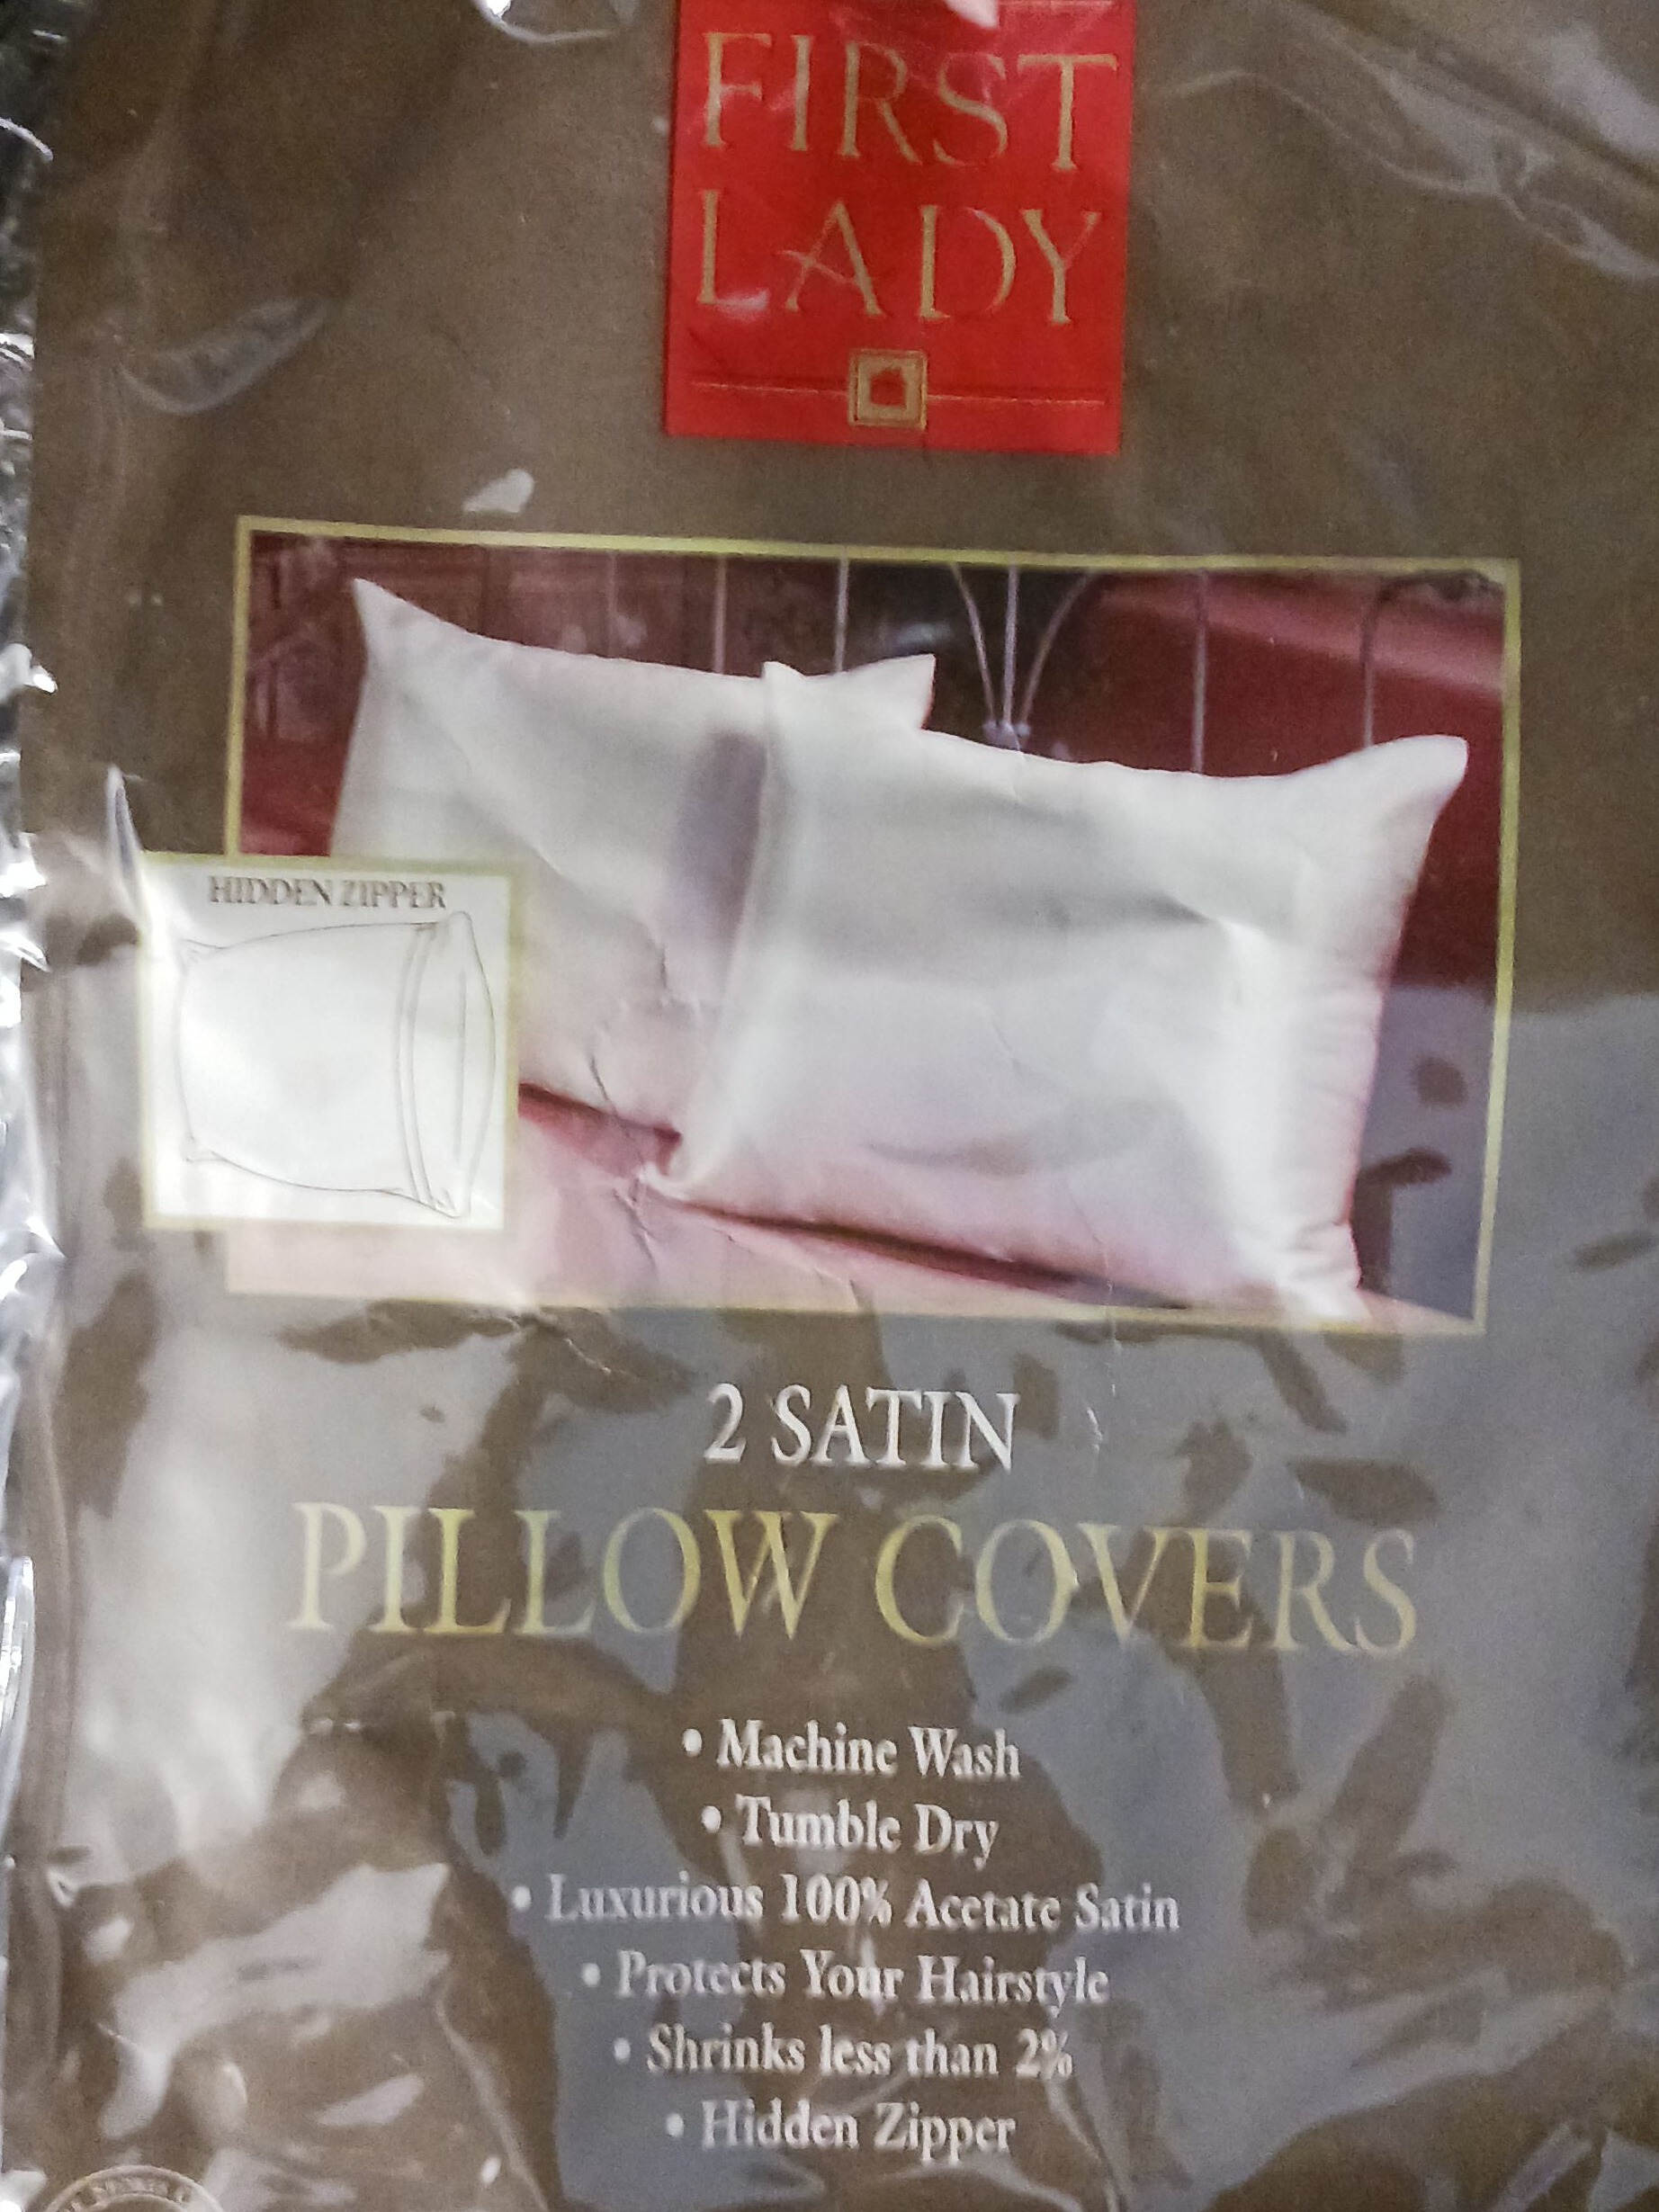 FIRST
LADY
HIDDEN ZIPPER
2 SATIN
PILLOW COVERS
• Machine Wash
• Tumble Dry
• Luxurious 100% Acetate Satin
• Protects Your Hairstyle
• Shrinks less than 2%
• Hidden Zipper